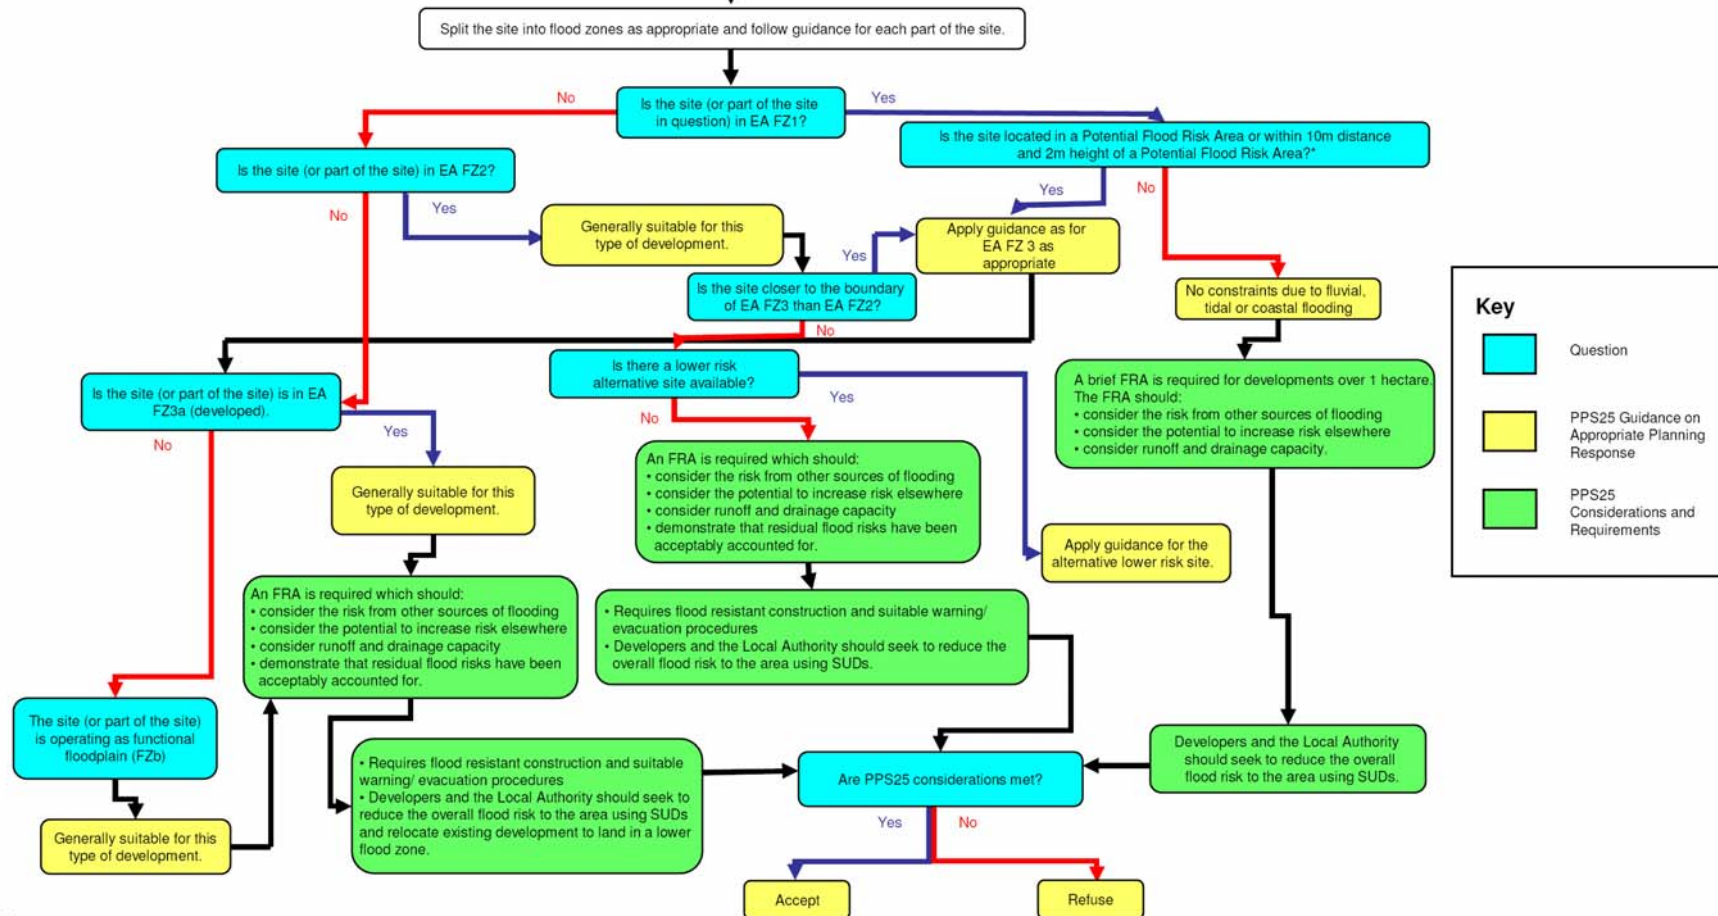 Split the site into flood zones as appropriate and follow guidance for each part of the site.
No
Is the site (or part of the site
in question) in EA FZ1?
Yes
Is the site located in a Potential Flood Risk Area or within 10m distance
and 2m height of a Potential Flood Risk Area?*
Is the site (or part of the site) in EA FZ2?
No
Yes
Generally suitable for this
type of development.
Yes
No
Apply guidance as for
EA FZ 3 as
appropriate
Yes
Is the site closer to the boundary
of EA FZ3 than EA FZ2?
No
No constraints due to fluvial,
tidal or coastal flooding
Is the site (or part of the site) is in EA
FZ3a (developed).
No
Yes
Is there a lower risk
alternative site available?
Yes
No
A brief FRA is required for developments over 1 hectare.
The FRA should:
• consider the risk from other sources of flooding
• consider the potential to increase risk elsewhere
• consider runoff and drainage capacity.
Generally suitable for this
type of development.
An FRA is required which should:
• consider the risk from other sources of flooding
• consider the potential to increase risk elsewhere
• consider runoff and drainage capacity
• demonstrate that residual flood risks have been
acceptably accounted for.
Apply guidance for the
alternative lower risk site.
An FRA is required which should:
• consider the risk from other sources of flooding
• consider the potential to increase risk elsewhere
• consider runoff and drainage capacity
• demonstrate that residual flood risks have been
acceptably accounted for.
• Requires flood resistant construction and suitable warning/
evacuation procedures
• Developers and the Local Authority should seek to reduce the
overall flood risk to the area using SUDs.
The site (or part of the site)
is operating as functional
floodplain (FZb)
Generally suitable for this
type of development.
• Requires flood resistant construction and suitable
warning/ evacuation procedures
• Developers and the Local Authority should seek to
reduce the overall flood risk to the area using SUDs
and relocate existing development to land in a lower
flood zone.
Are PPS25 considerations met?
Developers and the Local Authority
should seek to reduce the overall
flood risk to the area using SUDs.
Yes
No
Accept
Refuse
Key
Question
PPS25 Guidance on
Appropriate Planning
Response
PPS25
Considerations and
Requirements